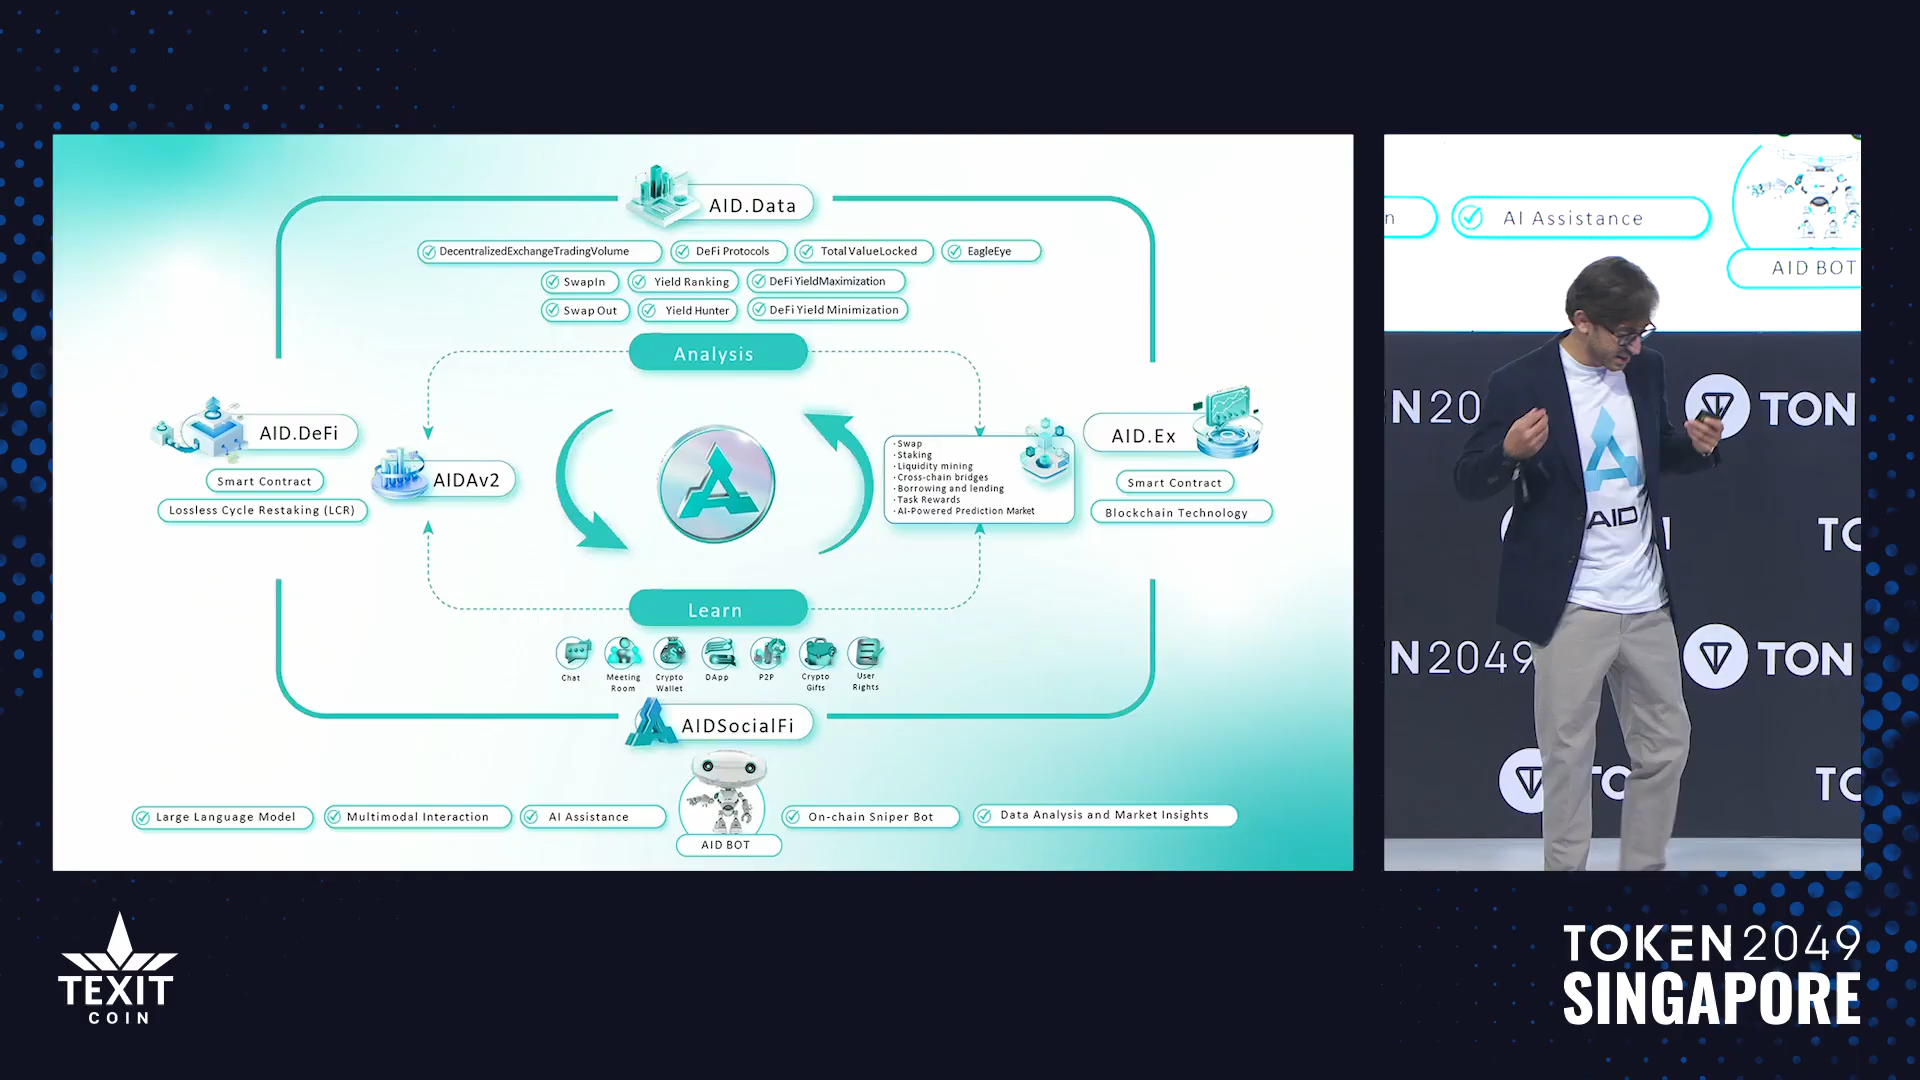 AID.Data
DecentralizedExchangeTradingVolume
DeFi Protocols
TotalValueLocked
EagleEye
SwapIn
Yield Ranking
DeFi YieldMaximization
Swap Out
Yield Hunter
DeFi Yield Minimization
Analysis
AID.DeFi
Smart Contract
Lossless Cycle Restaking (LCR)
AIDAv2
· Swap
· Staking
· Liquidity mining
· Cross-chain bridges
· Borrowing and lending
· Task Rewards
· AI-Powered Prediction Market
AID.Ex
Smart Contract
Blockchain Technology
Learn
Chat
Meeting
Room
Crypto
Wallet
DApp
P2P
Crypto
Gifts
User
Rights
AIDSocialFi
Large Language Model
Multimodal Interaction
AI Assistance
AID BOT
On-chain Sniper Bot
Data Analysis and Market Insights
n
AI Assistance
AID BOT
N20
TON
AID
TO
N2049
TON
TO
TO
TEXIT
COIN
TOKEN2049
SINGAPORE